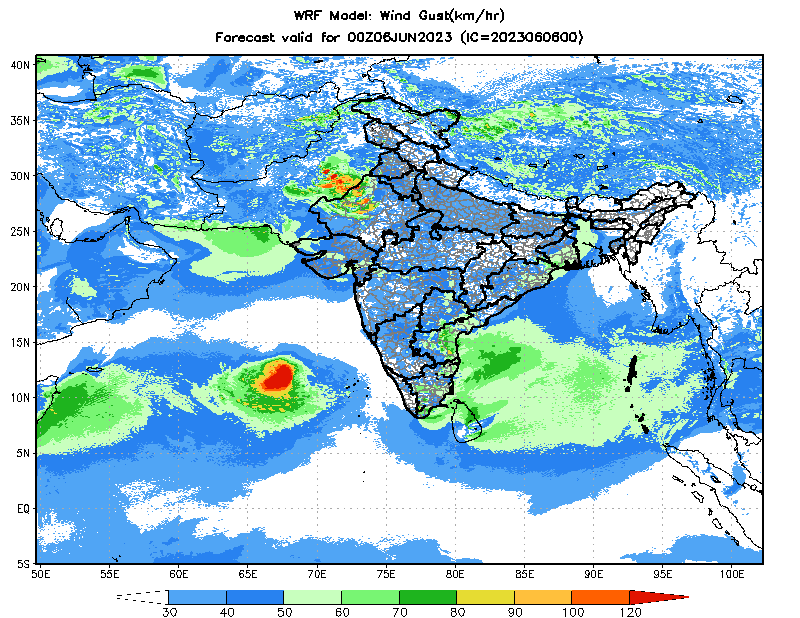 WRF Model: Wind Gust(km/hr)
Forecast valid for 00Z06JUN2023 (IC=2023060600)
40N
35N
30N
25N
20N
15N
10N
5N
EQ
5S
50E 55E 60E 65E 70E 75E 80E 85E 90E 95E 100E
30 40 50 60 70 80 90 100 120